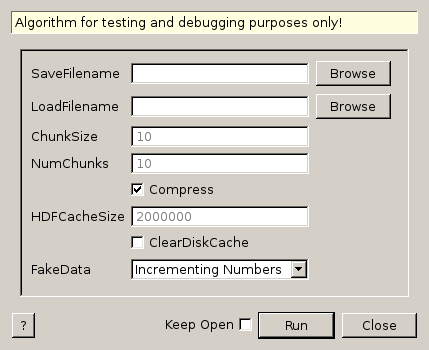 Algorithm for testing and debugging purposes only!
SaveFilename Browse
LoadFilename Browse
ChunkSize 10
NumChunks 10
Compress
HDFCacheSize 2000000
ClearDiskCache
FakeData Incrementing Numbers
? Keep Open Run Close